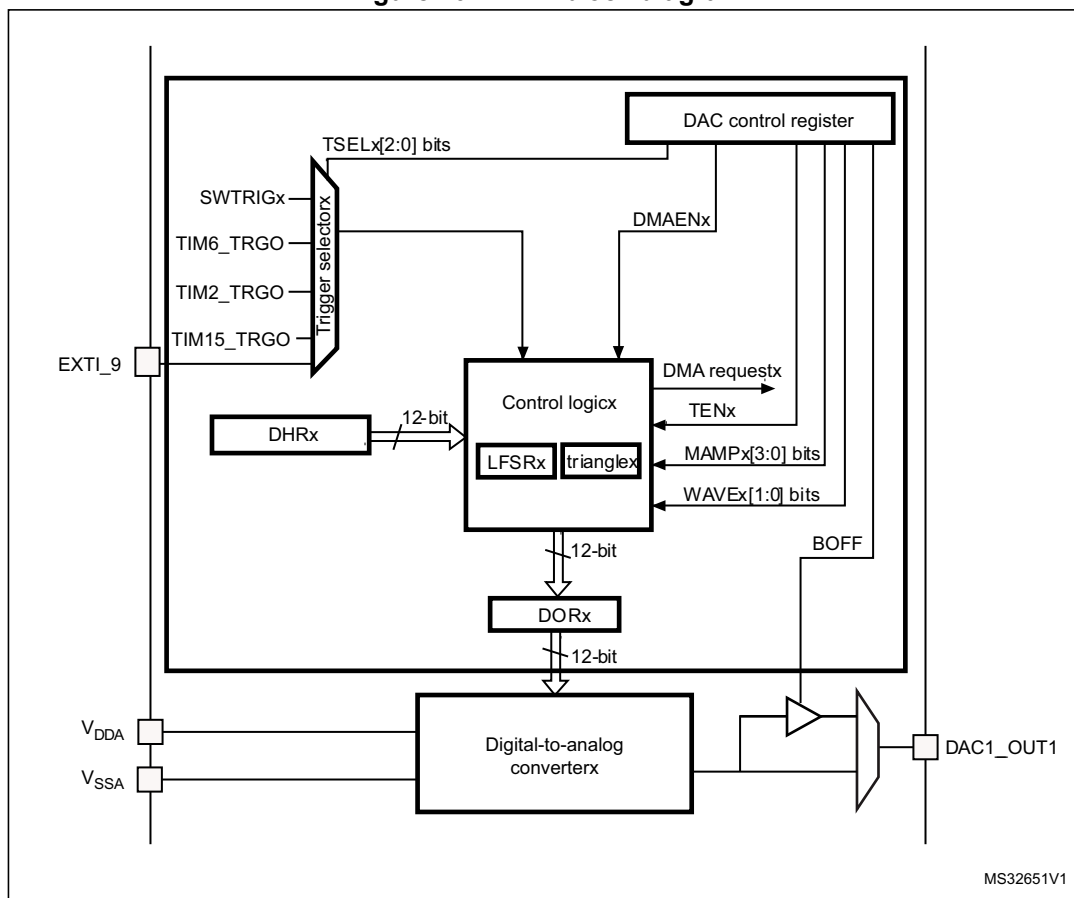 DAC control register
TSELx[2:0] bits
SWTRIGx
DMAENx
TIM6_TRGO
Trigger selectorx
TIM2_TRGO
TIM15_TRGO
EXTI_9
DMA requestx
Control logicx
12-bit
TENx
DHRx
LFSRx
trianglex
MAMPx[3:0] bits
WAVEx[1:0] bits
BOFF
12-bit
DORx
12-bit
VDDA
Digital-to-analog
converterx
DAC1_OUT1
VSSA
MS32651V1